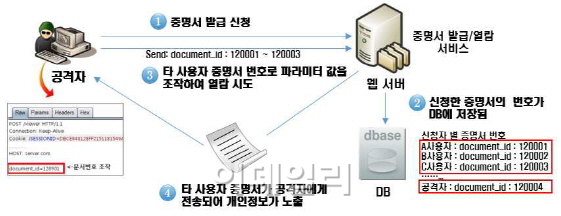 1 증명서 발급 신청
Send: document_id : 120001 ~ 120003
증명서 발급/열람
서비스
공격자
3 타 사용자 증명서 번호로 파라미터 값을
조작하여 열람 시도
웹 서버
2 신청한 증명서의 번호가
DB에 저장됨
Raw Params Headers Hex
Connection: Keep-Alive
HOST: server.com
문서번호 조작
dbase
DB
신청자 별 증명서 번호
A사용자 : document_id : 120001
B사용자 : document_id : 120002
C사용자 : document_id : 120003
공격자 : document_id : 120004
이데일리
4 타 사용자 증명서가 공격자에게
전송되어 개인정보가 노출